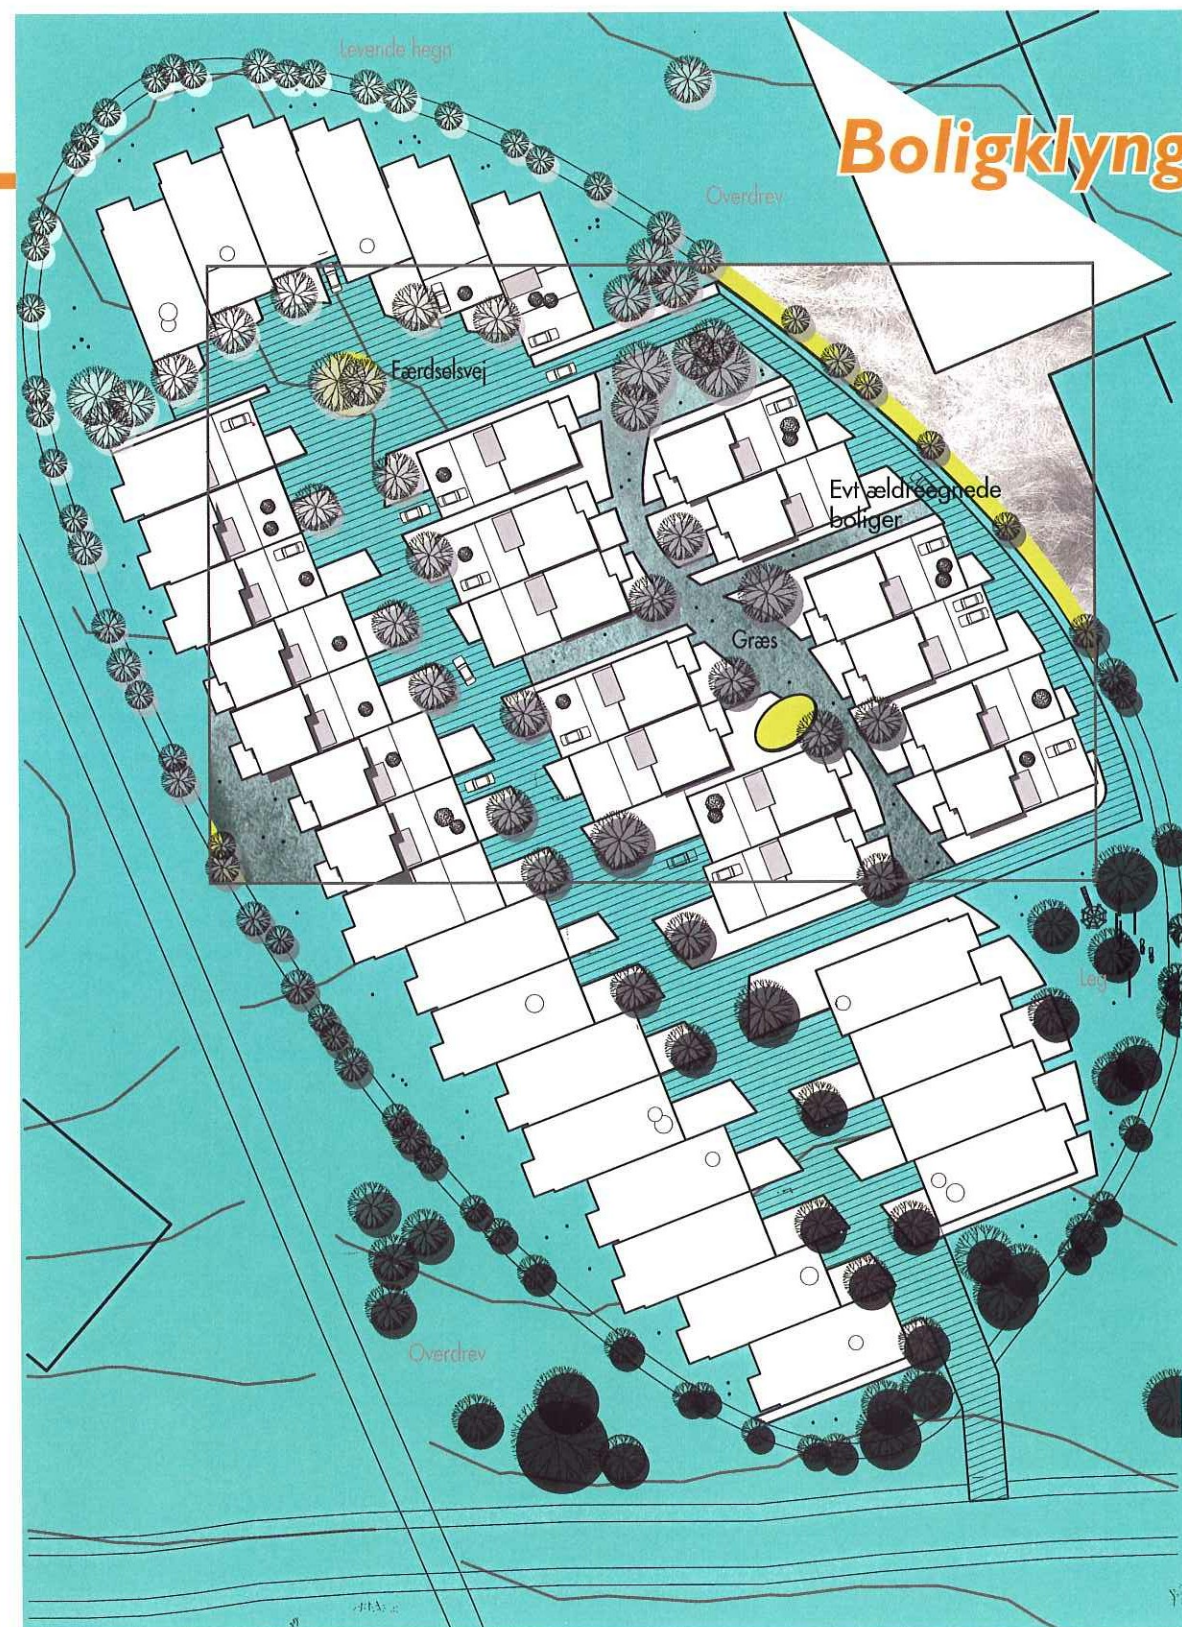 Levende hegn
Boligklyng
Overdrev
Færdselsvej
Evt ældreegnede
boliger
Græs
Leg
Overdrev